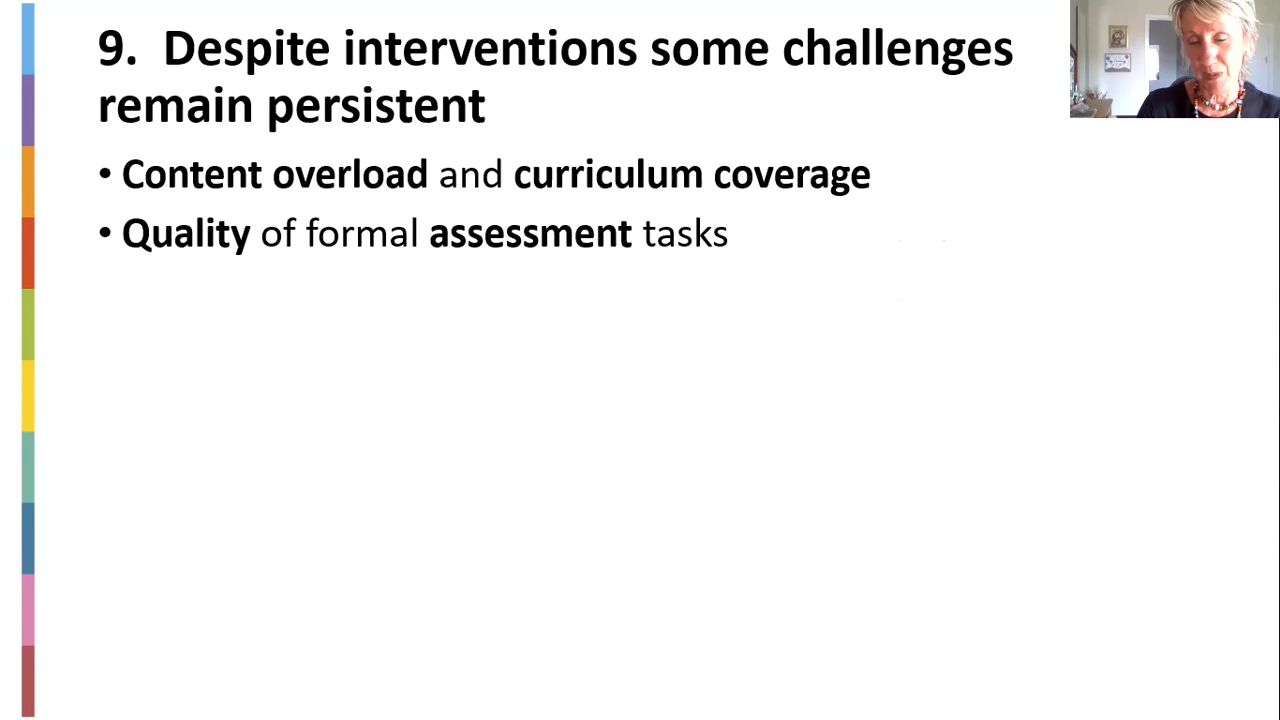 9. Despite interventions some challenges
remain persistent
• Content overload and curriculum coverage
• Quality of formal assessment tasks